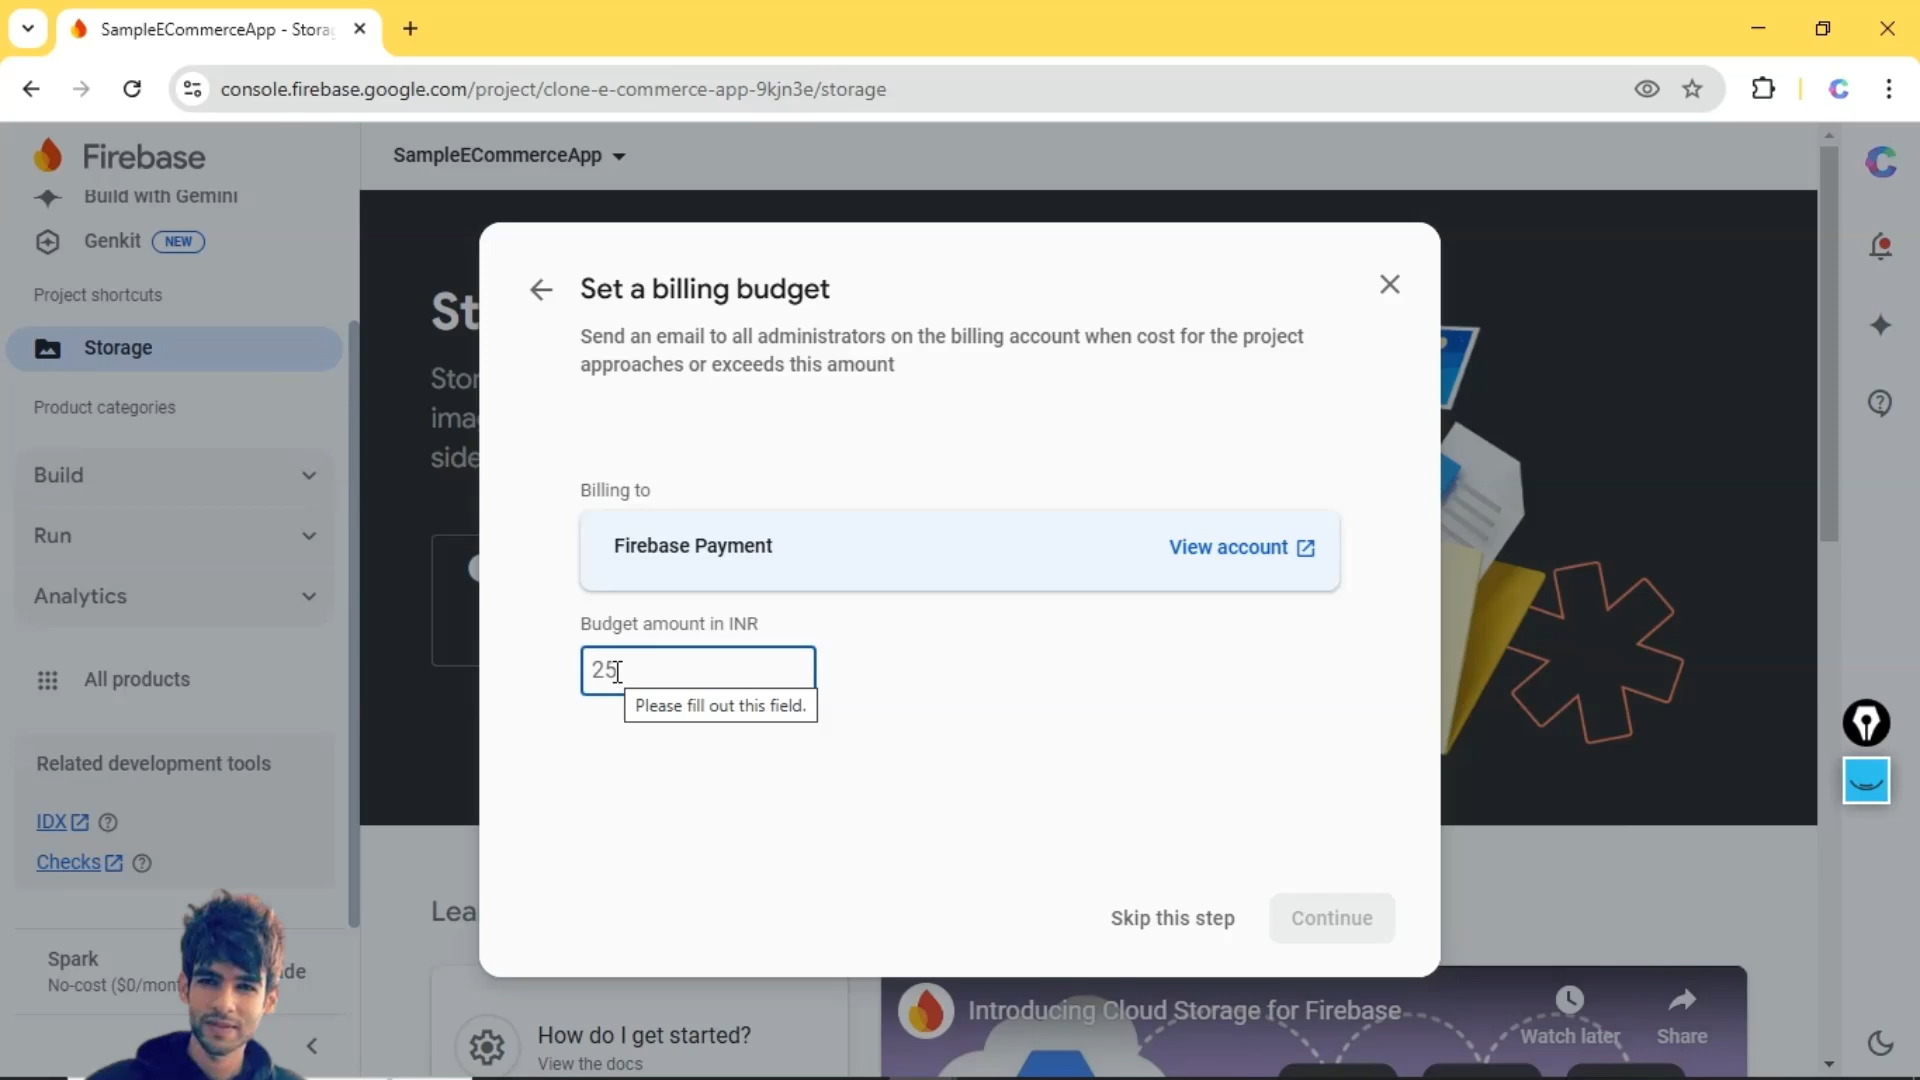 SampleECommerceApp - Stora
console.firebase.google.com/project/clone-e-commerce-app-9kjn3e/storage
Firebase
SampleECommerceApp
Build with Gemini
Genkit NEW
Project shortcuts
Storage
Product categories
Build
Run
Analytics
All products
Related development tools
IDX
Checks
Spark
No-cost ($0/mont
de
St
Stor
imag
side
Set a billing budget
Send an email to all administrators on the billing account when cost for the project
approaches or exceeds this amount
Billing to
Firebase Payment
View account
Budget amount in INR
25
Please fill out this field.
Skip this step
Continue
Lea
How do I get started?
View the docs
Introducing Cloud Storage for Firebase
Watch later
Share